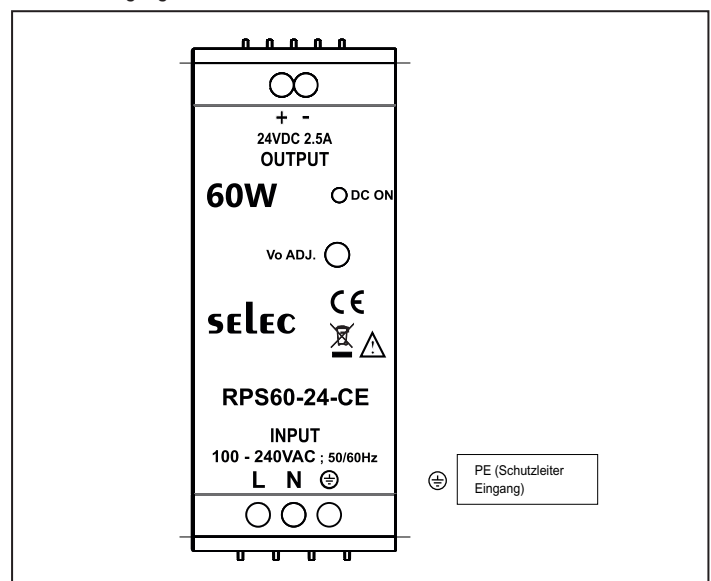 + -
24VDC 2.5A
OUTPUT
60W
DC ON
Vo ADJ.
selec
CE
RPS60-24-CE
INPUT
100 - 240VAC ; 50/60Hz
L N
PE (Schutzleiter
Eingang)